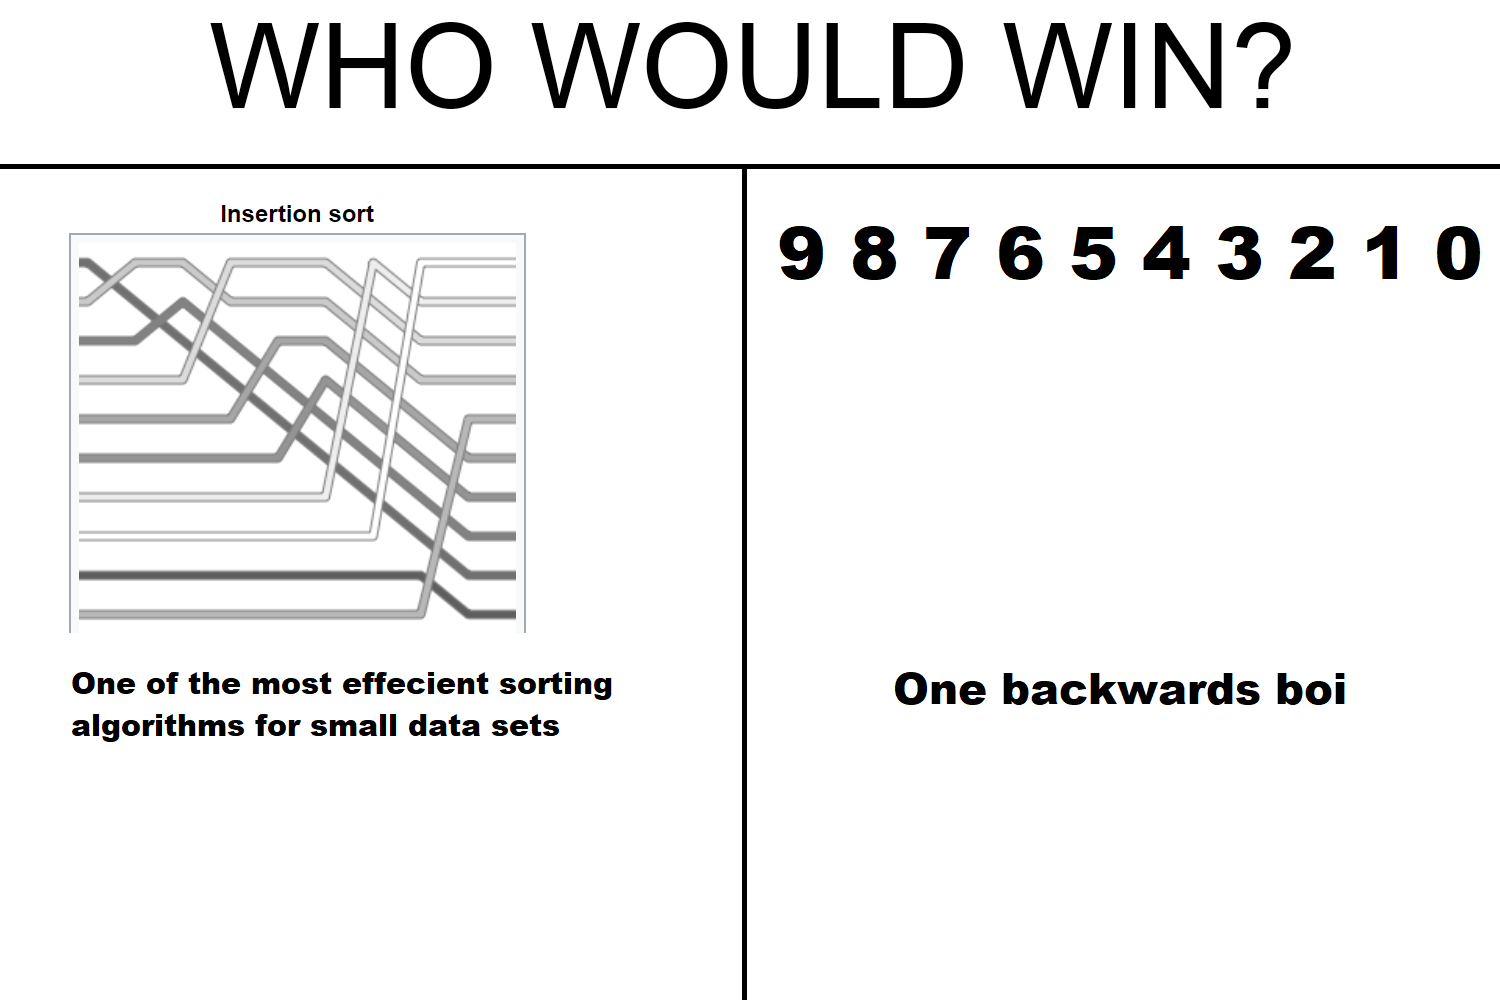 WHO WOULD WIN?
Insertion sort
One of the most effecient sorting
algorithms for small data sets
9 8 7 6 5 4 3 2 1 0
One backwards boi